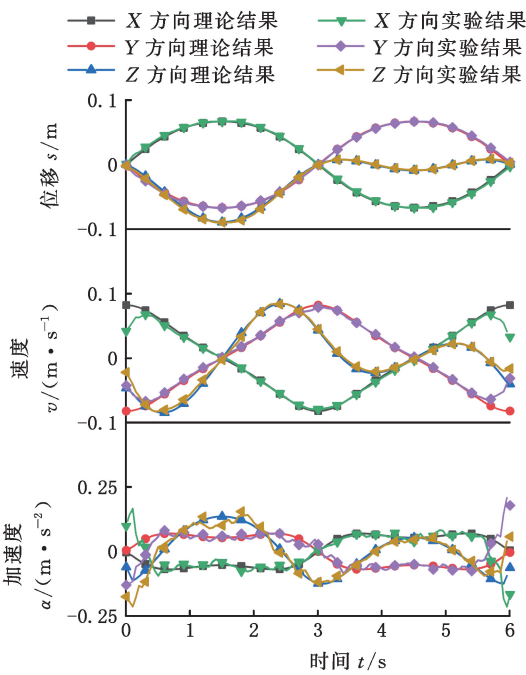 X 方向理论结果 X 方向实验结果
Y 方向理论结果 Y 方向实验结果
Z 方向理论结果 Z 方向实验结果
0.1
0
−0.1
位移 s/m
0.1
0
−0.1
速度
v/(m·s⁻¹)
0.25
0
−0.25
加速度
α/(m·s⁻²)
0 1 2 3 4 5 6
时间 t/s